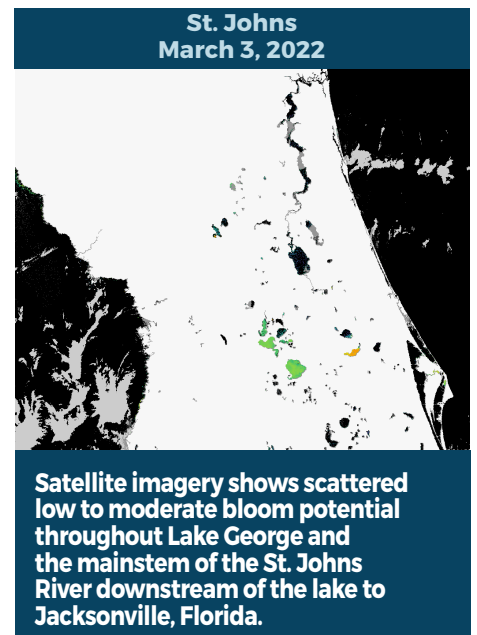 St. Johns
March 3, 2022
Satellite imagery shows scattered
low to moderate bloom potential
throughout Lake George and
the mainstem of the St. Johns
River downstream of the lake to
Jacksonville, Florida.